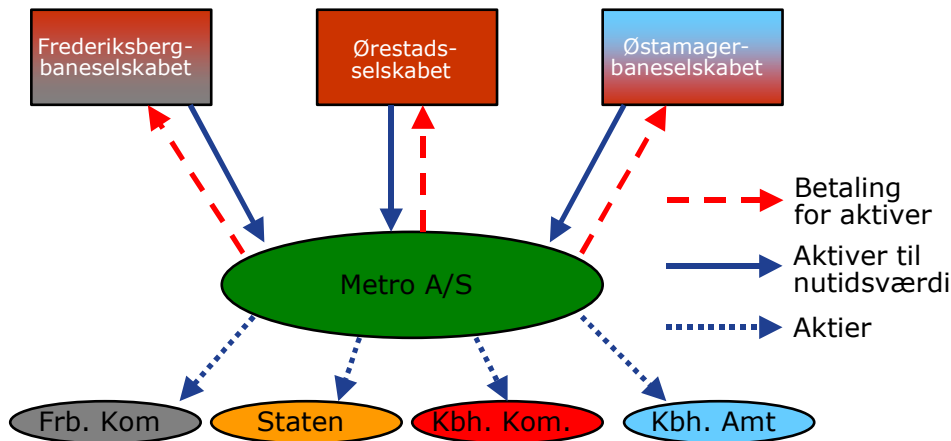 Frederiksberg-
baneselskabet
Ørestads-
selskabet
Østamager-
baneselskabet
Betaling
for aktiver
Aktiver til
nutidsværdi
Aktier
Metro A/S
Frb. Kom
Staten
Kbh. Kom.
Kbh. Amt